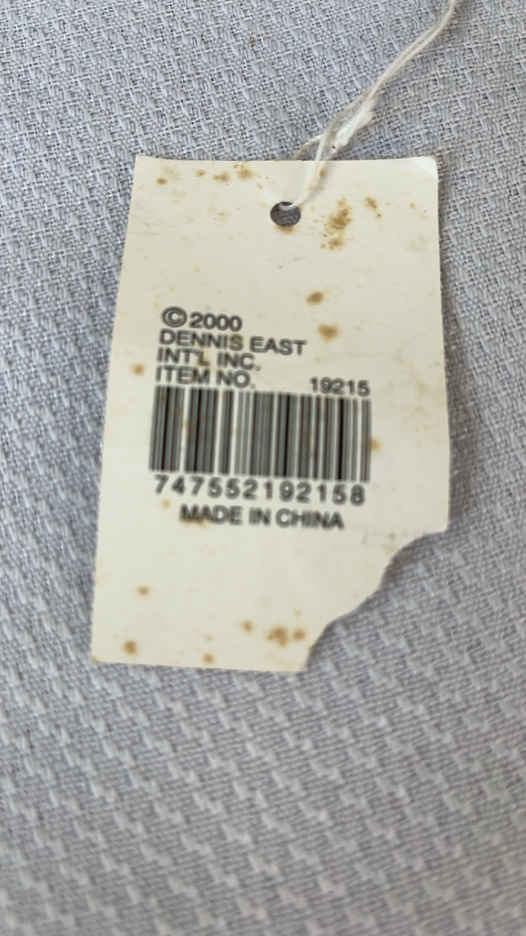 ©2000
DENNIS EAST
INT'L INC.
ITEM NO. 19215
747552192158
MADE IN CHINA